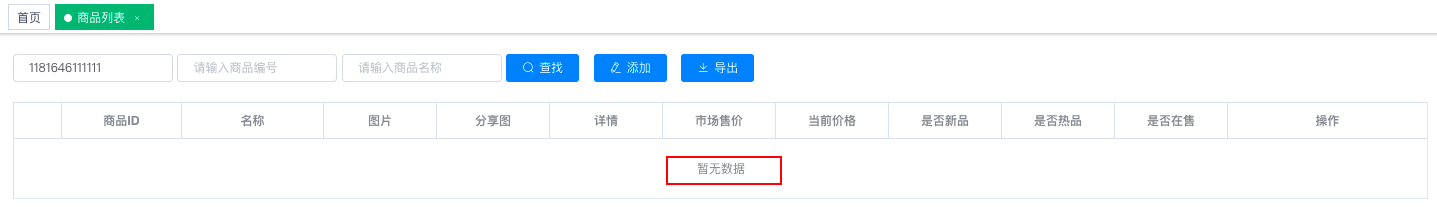 首页 商品列表 ×
1181646111111 请输入商品编号 请输入商品名称 查找 添加 导出
商品ID 名称 图片 分享图 详情 市场售价 当前价格 是否新品 是否热品 是否在售 操作
暂无数据